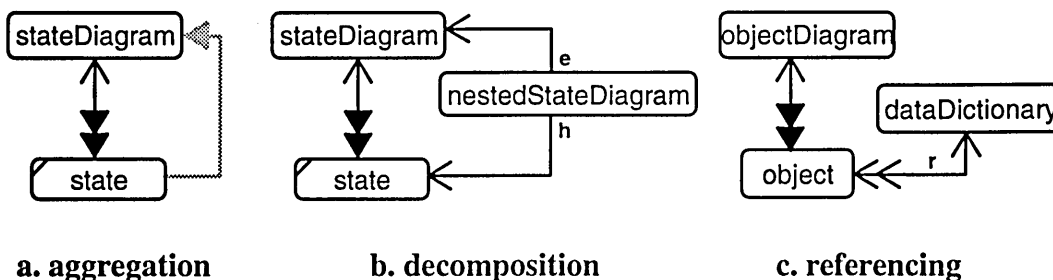 stateDiagram
state
a. aggregation
stateDiagram
e
nestedStateDiagram
h
state
b. decomposition
objectDiagram
dataDictionary
object
r
c. referencing